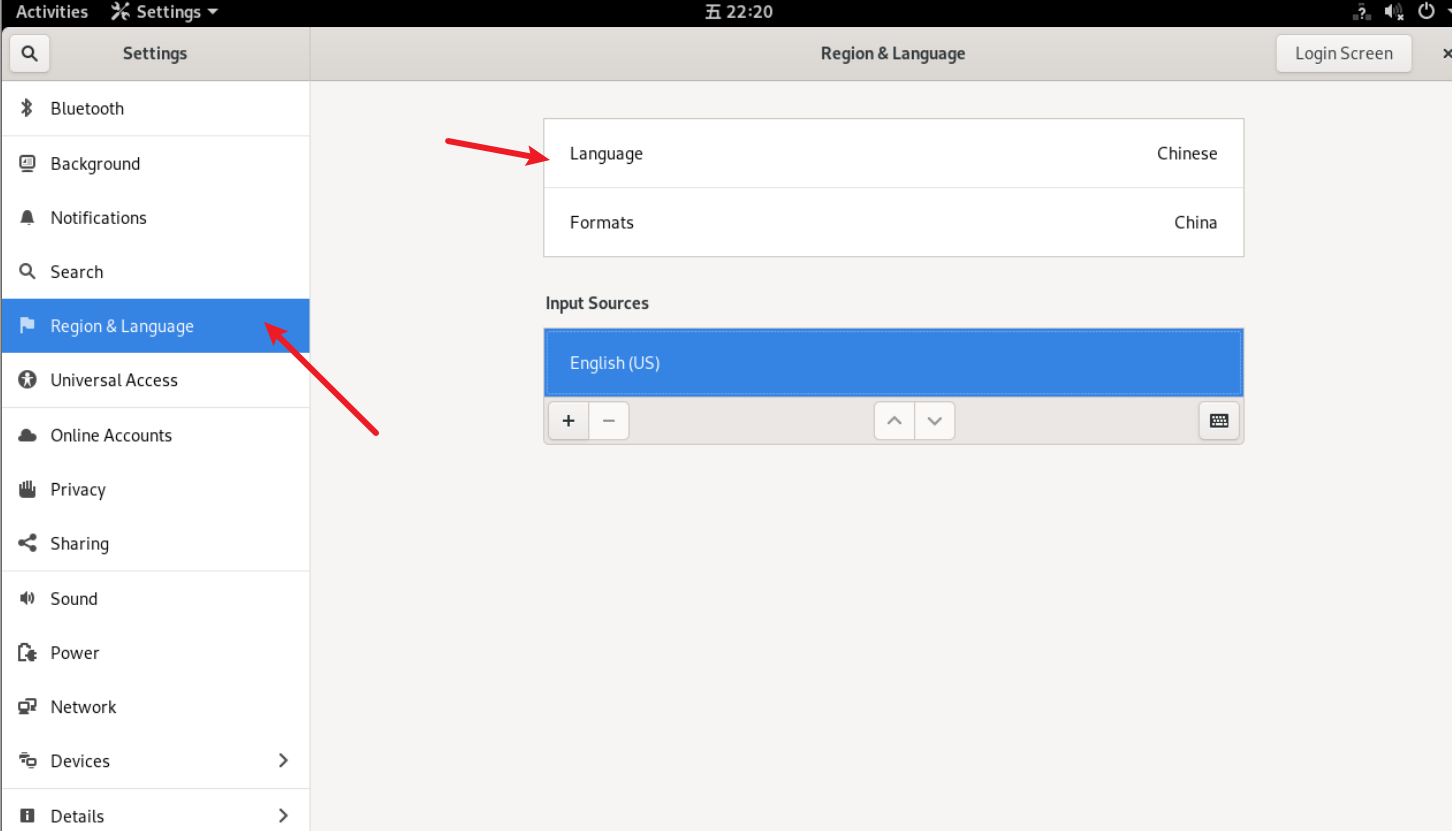 Activities Settings 五 22:20
Settings Region & Language Login Screen
Bluetooth
Background
Notifications
Search
Region & Language
Universal Access
Online Accounts
Privacy
Sharing
Sound
Power
Network
Devices
Details
Language Chinese
Formats China
Input Sources
English (US)